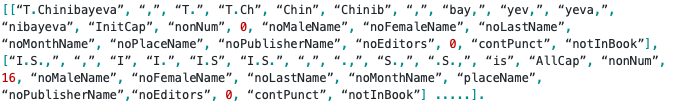 [[“T.Chinibayeva”, “,”, “T.”, “T.Ch”, “Chin”, “Chinib”, “,”, “bay,”, “yev,”, “yeva,”,
“nibayeva”, “InitCap”, “nonNum”, 0, “noMaleName”, “noFemaleName”, “noLastName”,
“noMonthName”, “noPlaceName”, “noPublisherName”, “noEditors”, 0, “contPunct”, “notInBook”],
[“I.S.,”, “,”, “I”, “I.”, “I.S”, “I.S.”, “,”, “.,”, “S.,”, “.S.,”, “is”, “AllCap”, “nonNum”,
16, “noMaleName”, “noFemaleName”, “noLastName”, “noMonthName”, “placeName”,
“noPublisherName”,“noEditors”, 0, “contPunct”, “notInBook”] .....].